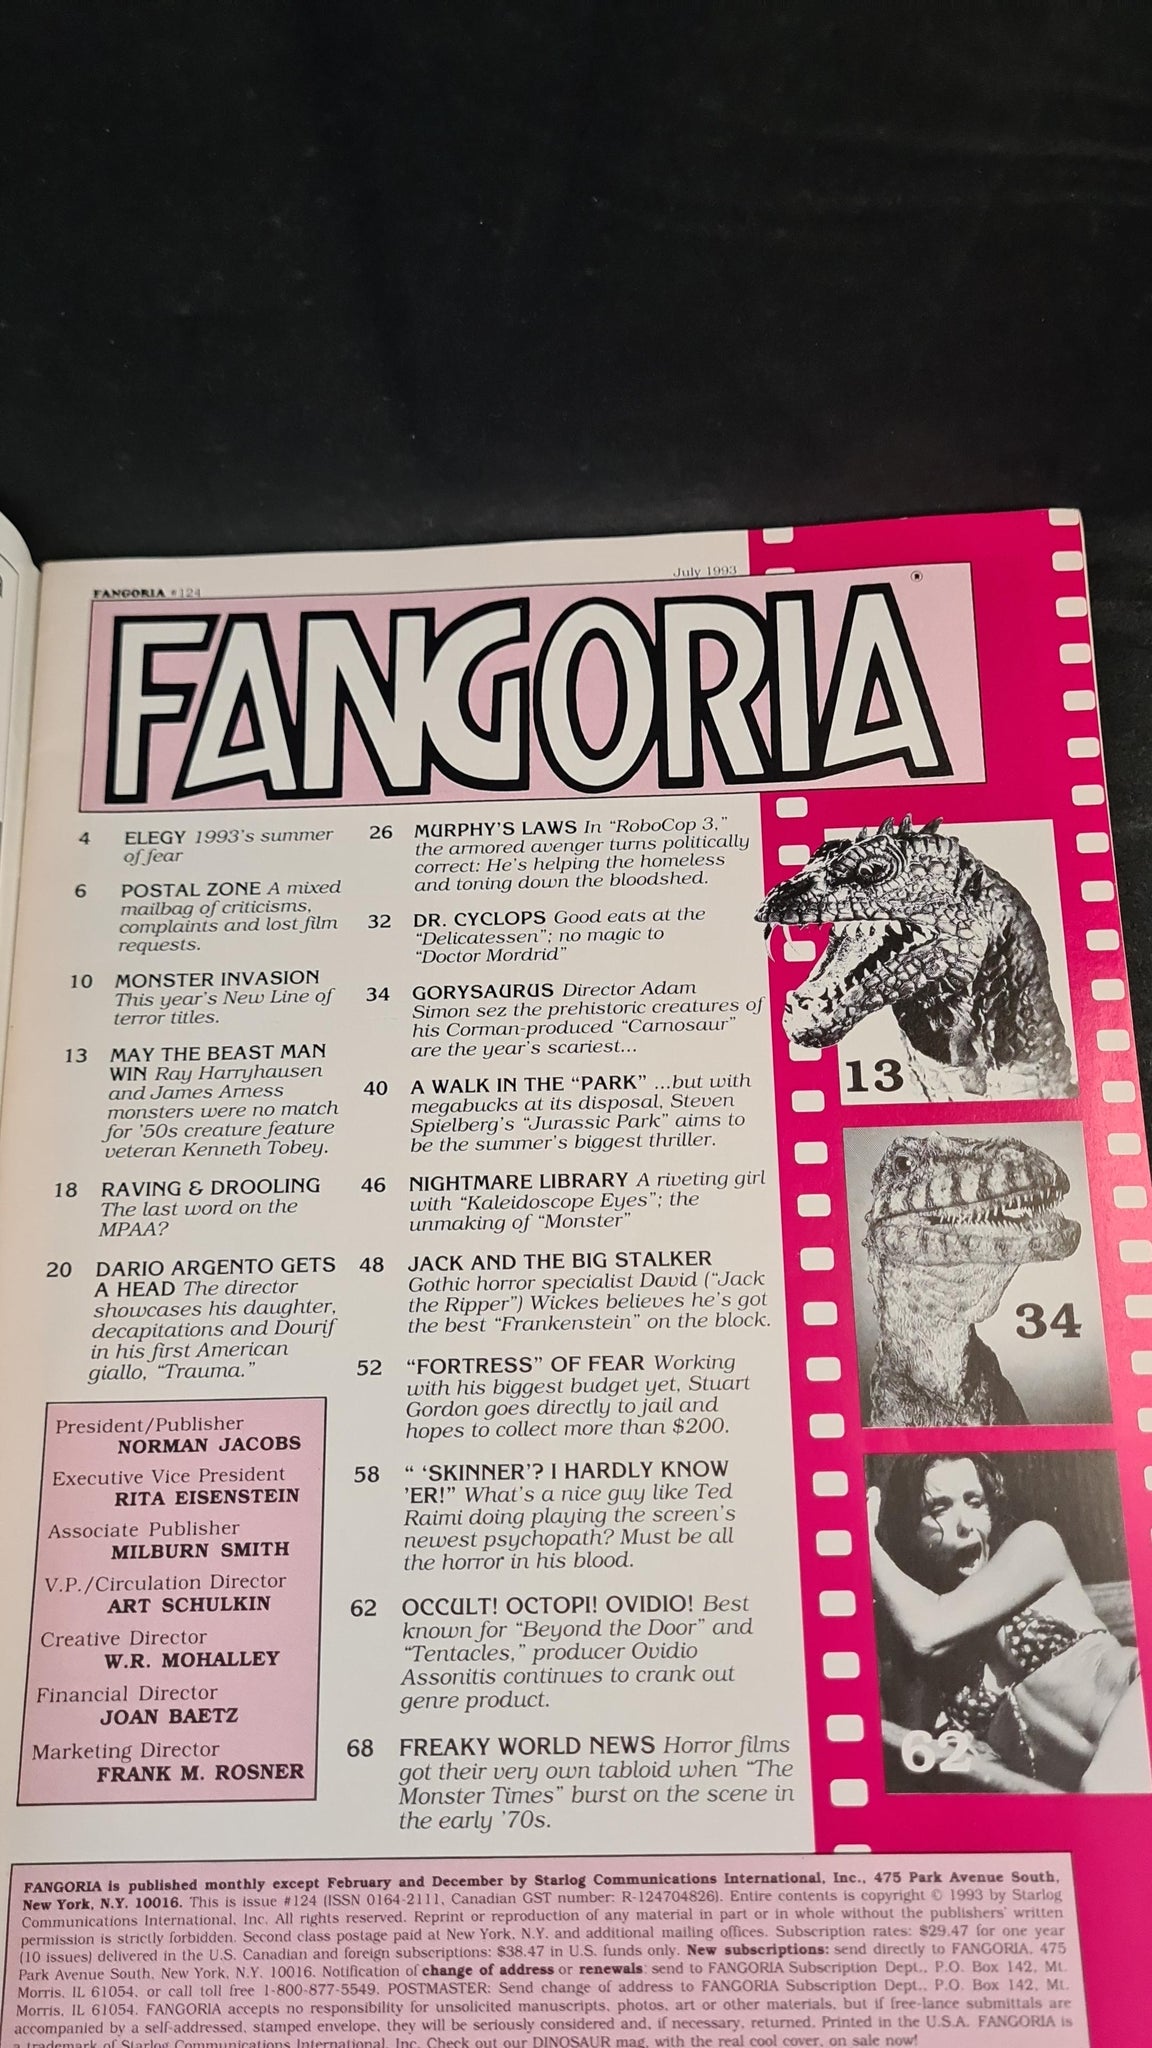 FANGORIA #124
July 1993
FANGORIA
®
4 ELEGY 1993's summer
of fear
6 POSTAL ZONE A mixed
mailbag of criticisms,
complaints and lost film
requests.
10 MONSTER INVASION
This year's New Line of
terror titles.
13 MAY THE BEAST MAN
WIN Ray Harryhausen
and James Arness
monsters were no match
for '50s creature feature
veteran Kenneth Tobey.
18 RAVING & DROOLING
The last word on the
MPAA?
20 DARIO ARGENTO GETS
A HEAD The director
showcases his daughter,
decapitations and Dourif
in his first American
giallo, "Trauma."
26 MURPHY'S LAWS In "RoboCop 3,"
the armored avenger turns politically
correct: He's helping the homeless
and toning down the bloodshed.
32 DR. CYCLOPS Good eats at the
"Delicatessen"; no magic to
"Doctor Mordrid"
34 GORYSAURUS Director Adam
Simon sez the prehistoric creatures of
his Corman-produced "Carnosaur"
are the year's scariest...
40 A WALK IN THE "PARK" ...but with
megabucks at its disposal, Steven
Spielberg's "Jurassic Park" aims to
be the summer's biggest thriller.
46 NIGHTMARE LIBRARY A riveting girl
with "Kaleidoscope Eyes"; the
unmaking of "Monster"
48 JACK AND THE BIG STALKER
Gothic horror specialist David ("Jack
the Ripper") Wickes believes he's got
the best "Frankenstein" on the block.
52 "FORTRESS" OF FEAR Working
with his biggest budget yet, Stuart
Gordon goes directly to jail and
hopes to collect more than $200.
58 " 'SKINNER'? I HARDLY KNOW
'ER!" What's a nice guy like Ted
Raimi doing playing the screen's
newest psychopath? Must be all
the horror in his blood.
62 OCCULT! OCTOPI! OVIDIO! Best
known for "Beyond the Door" and
"Tentacles," producer Ovidio
Assonitis continues to crank out
genre product.
68 FREAKY WORLD NEWS Horror films
got their very own tabloid when "The
Monster Times" burst on the scene in
the early '70s.
13
34
62
President/Publisher
NORMAN JACOBS
Executive Vice President
RITA EISENSTEIN
Associate Publisher
MILBURN SMITH
V.P./Circulation Director
ART SCHULKIN
Creative Director
W.R. MOHALLEY
Financial Director
JOAN BAETZ
Marketing Director
FRANK M. ROSNER
FANGORIA is published monthly except February and December by Starlog Communications International, Inc., 475 Park Avenue South,
New York, N.Y. 10016. This is issue #124 (ISSN 0164-2111, Canadian GST number: R-124704826). Entire contents is copyright © 1993 by Starlog
Communications International, Inc. All rights reserved. Reprint or reproduction of any material in part or in whole without the publishers' written
permission is strictly forbidden. Second class postage paid at New York, N.Y. and additional mailing offices. Subscription rates: $29.47 for one year
(10 issues) delivered in the U.S. Canadian and foreign subscriptions: $38.47 in U.S. funds only. New subscriptions: send directly to FANGORIA, 475
Park Avenue South, New York, N.Y. 10016. Notification of change of address or renewals: send to FANGORIA Subscription Dept., P.O. Box 142, Mt.
Morris, IL 61054, or call toll free 1-800-877-5549. POSTMASTER: Send change of address to FANGORIA Subscription Dept., P.O. Box 142, Mt.
Morris, IL 61054. FANGORIA accepts no responsibility for unsolicited manuscripts, photos, art or other materials, but if free-lance submittals are
accompanied by a self-addressed, stamped envelope, they will be seriously considered and, if necessary, returned. Printed in the U.S.A. FANGORIA is
a trademark of Starlog Communications International, Inc. Check out our DINOSAUR mag, with the real cool cover, on sale now!